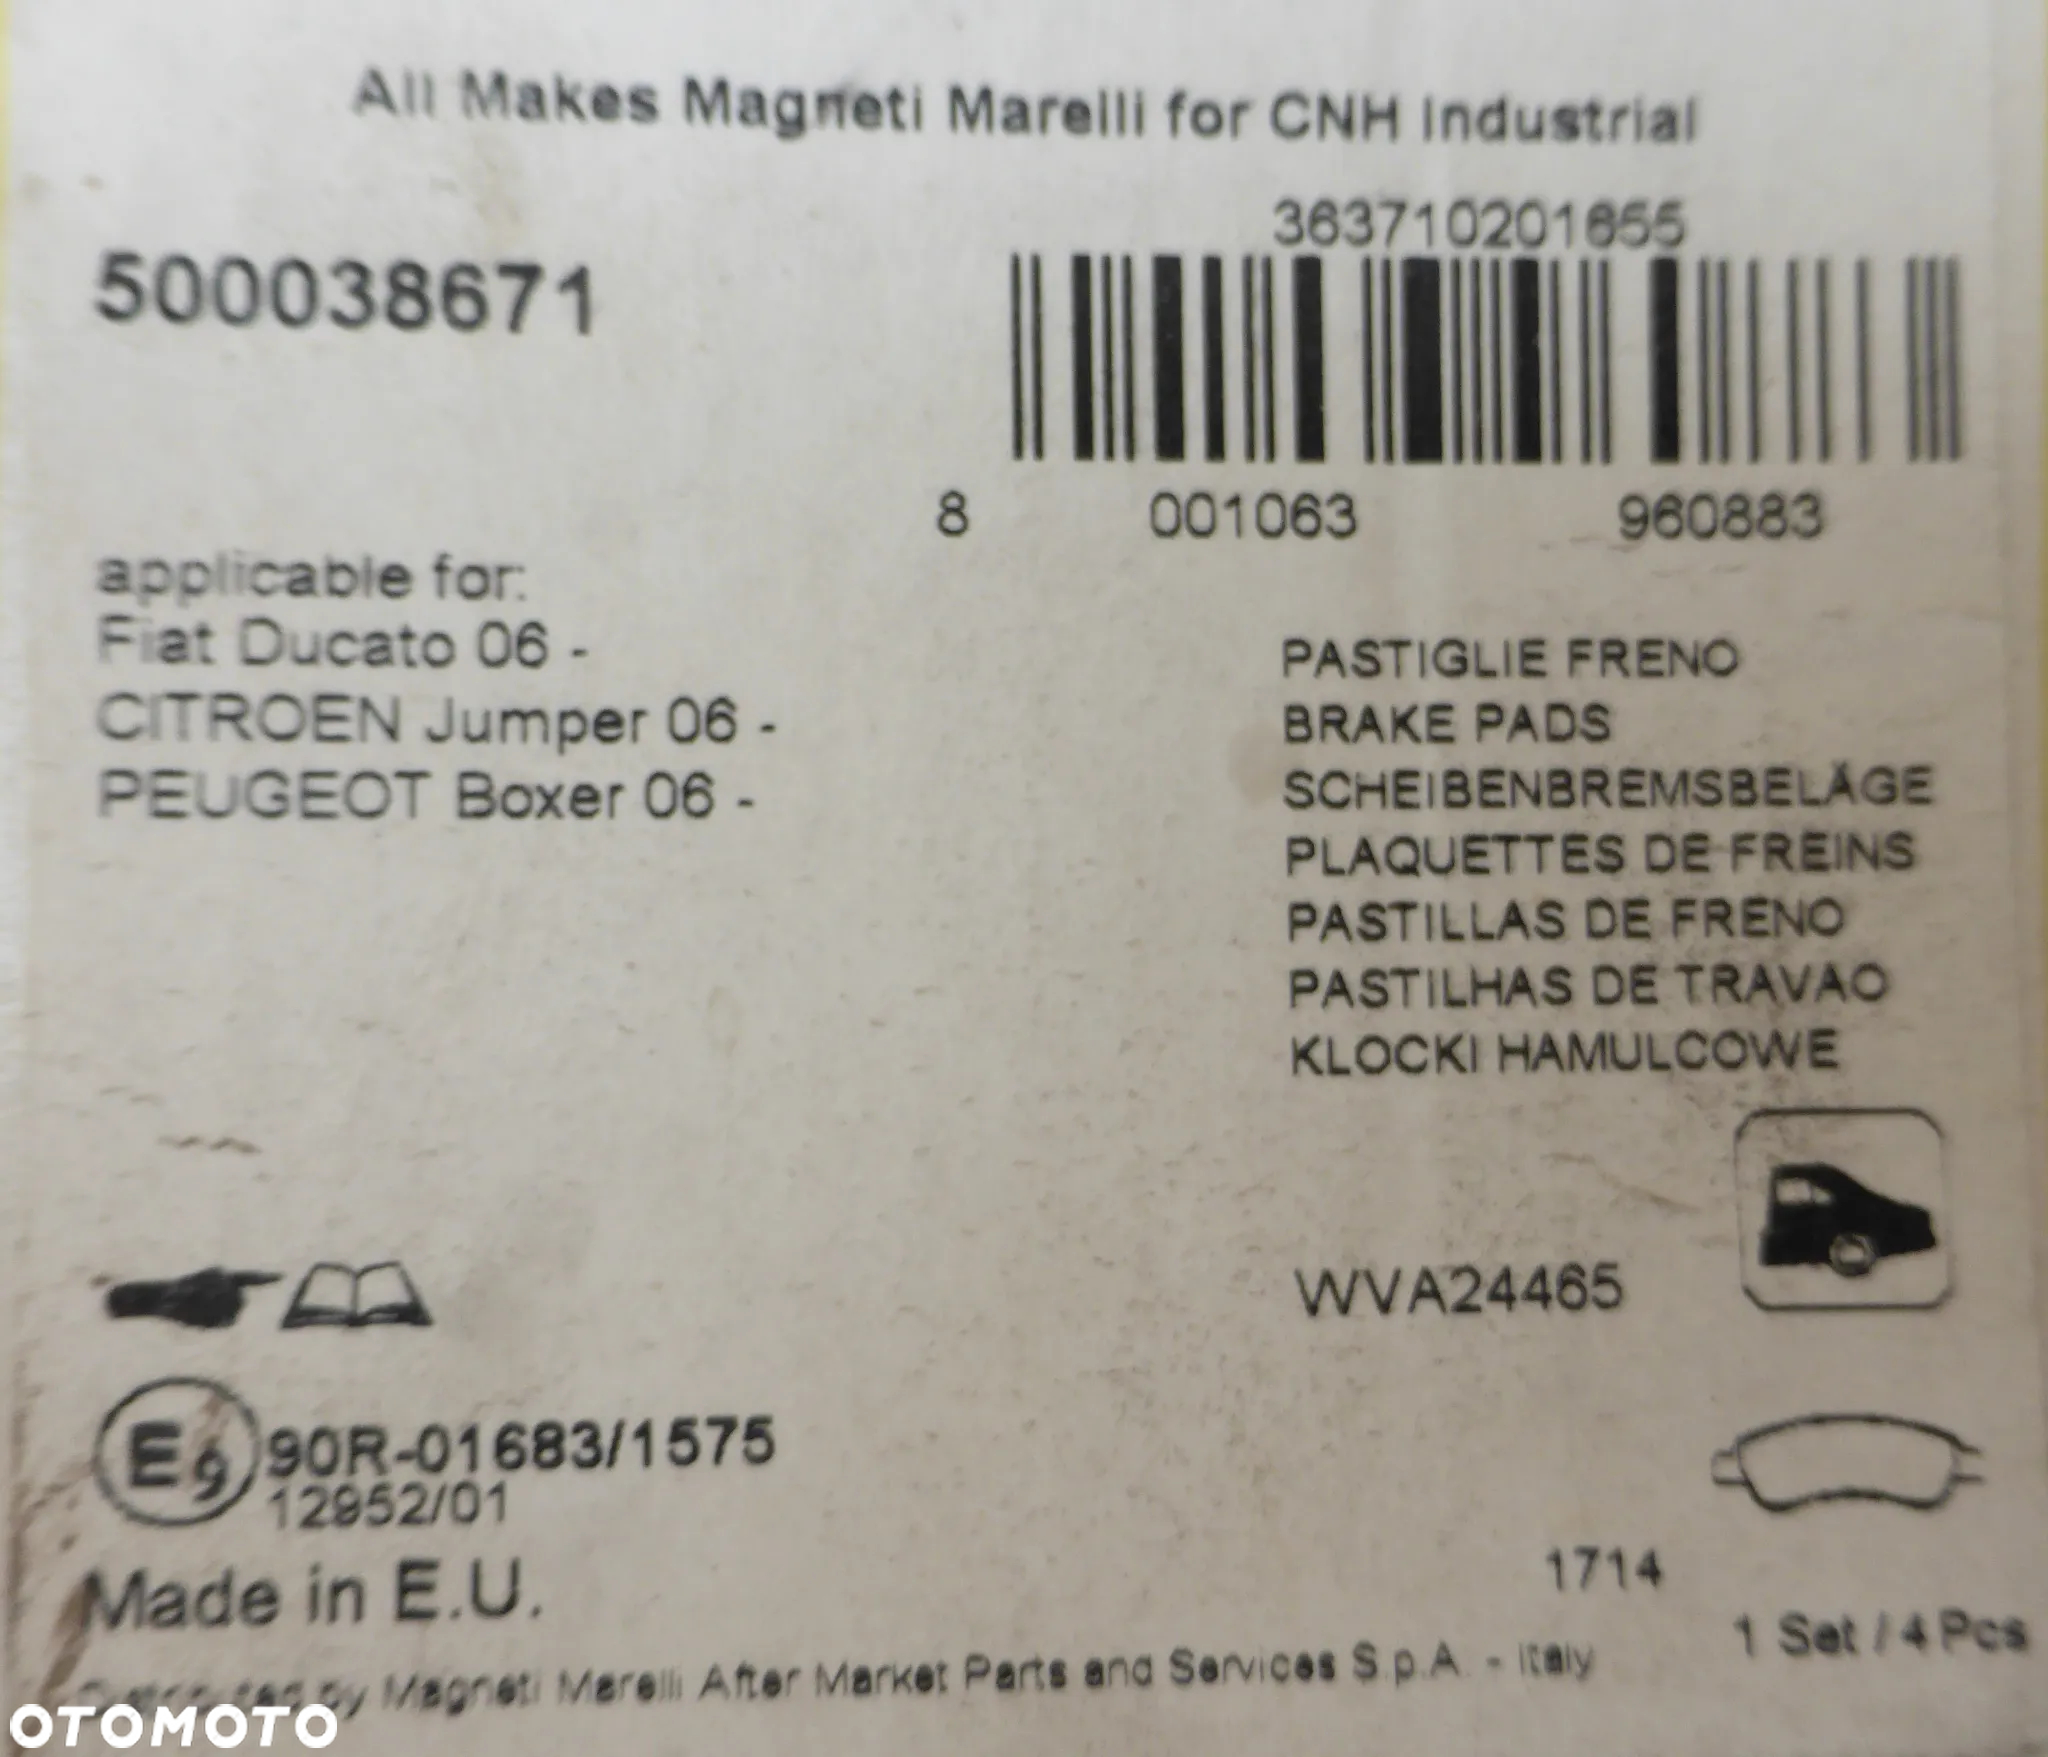 All Makes Magneti Marelli for CNH Industrial
363710201655
500038671
8 001063 960883
applicable for:
Fiat Ducato 06 -
CITROEN Jumper 06 -
PEUGEOT Boxer 06 -
PASTIGLIE FRENO
BRAKE PADS
SCHEIBENBREMSBELÄGE
PLAQUETTES DE FREINS
PASTILLAS DE FRENO
PASTILHAS DE TRAVAO
KLOCKI HAMULCOWE
WVA24465
E9 90R-01683/1575
12952/01
Made in E.U.
1714
1 Set / 4 Pcs
Distributed by Magneti Marelli After Market Parts and Services S.p.A. - Italy
OTOMOTO